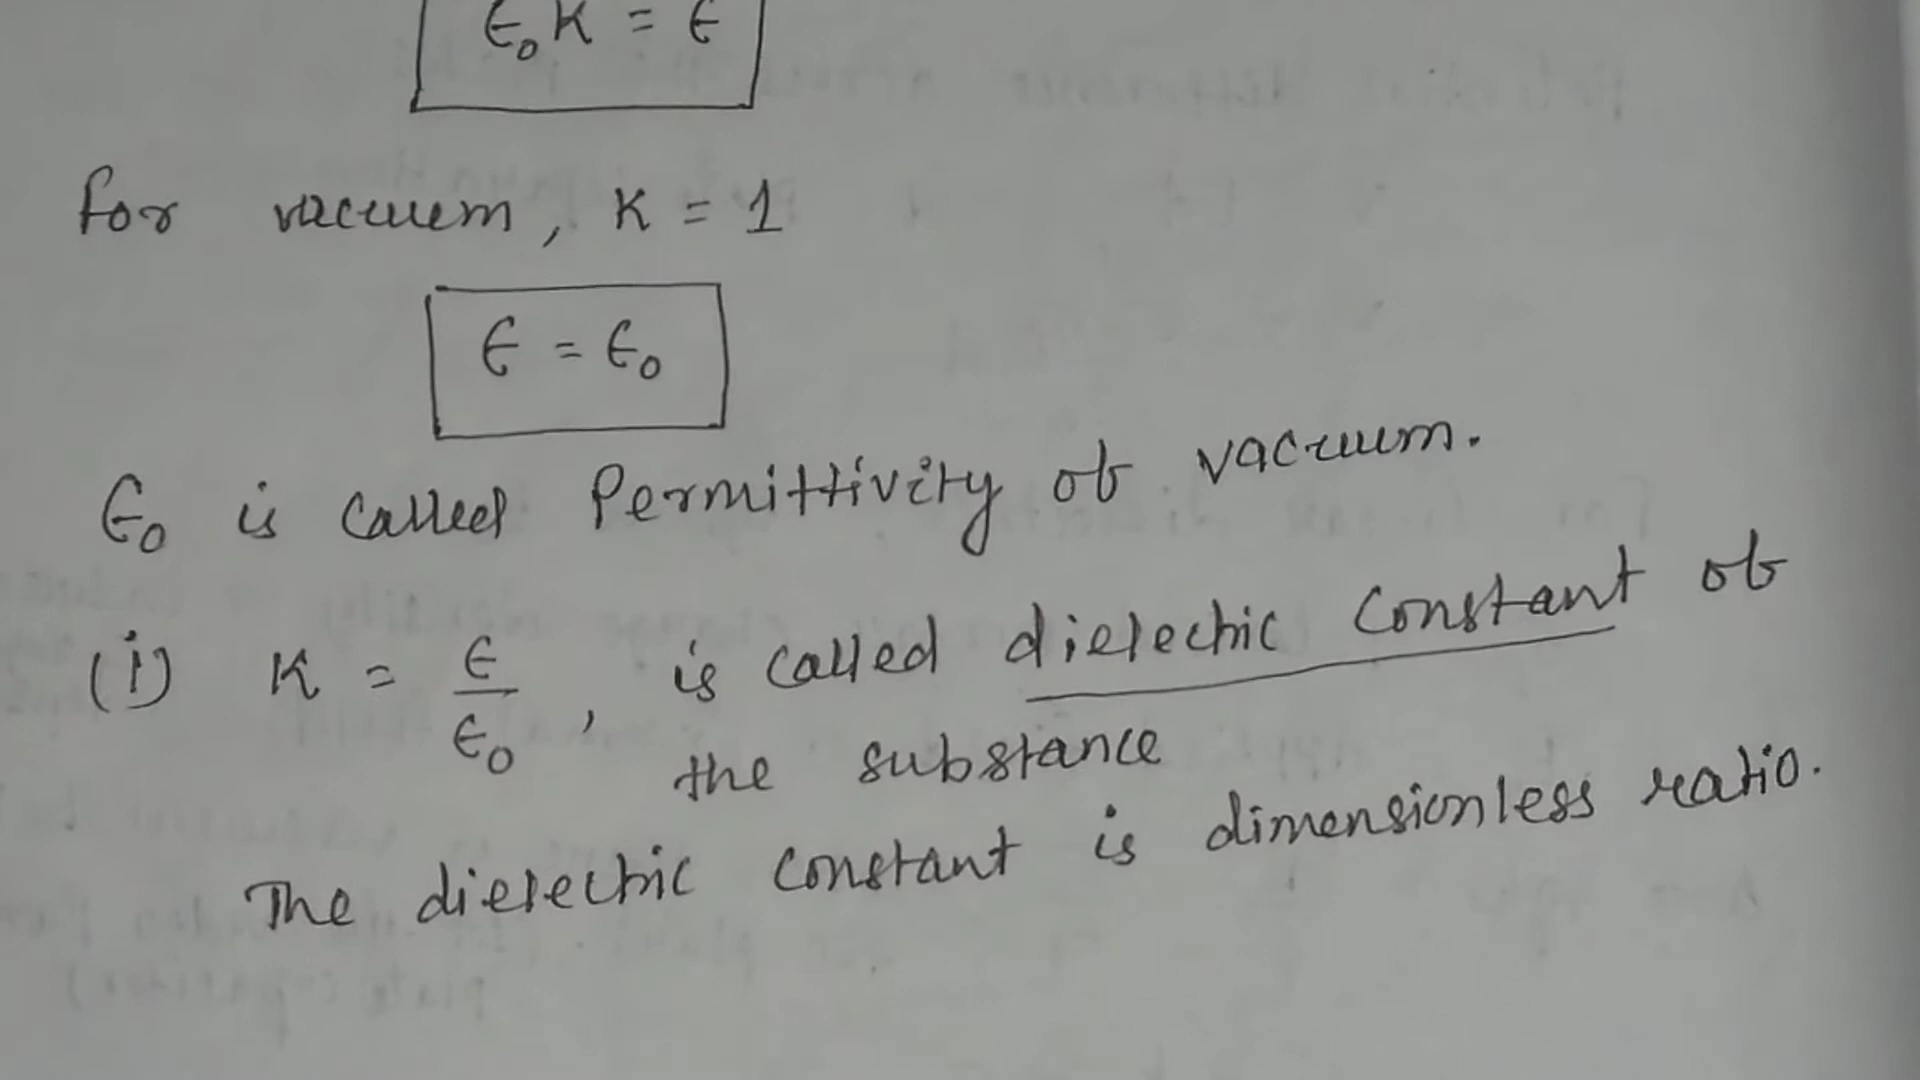 ϵ₀K = ϵ
for vacuem, K = 1
ϵ = ϵ₀
ϵ₀ is called Permittivity of vacuum.
(i) K = ϵ/ϵ₀, is called dielectric constant of
the substance
The dielectric constant is dimensionless ratio.